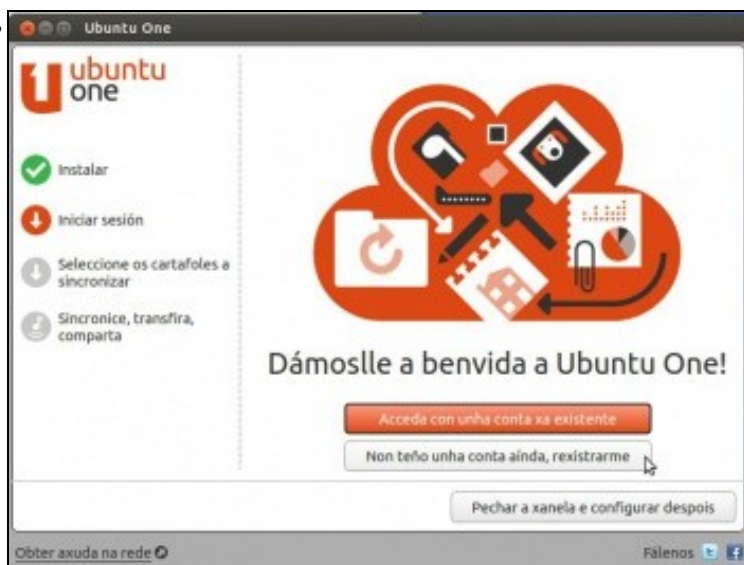 Ubuntu One
ubuntu
one
Instalar
Iniciar sesión
Seleccione os cartafoles a
sincronizar
Sincronice, transfira,
comparta
Dámoslle a benvida a Ubuntu One!
Acceda con unha conta xa existente
Non teño unha conta aínda, rexistrarme
Pechar a xanela e configurar despois
Obter axuda na rede
Fálenos